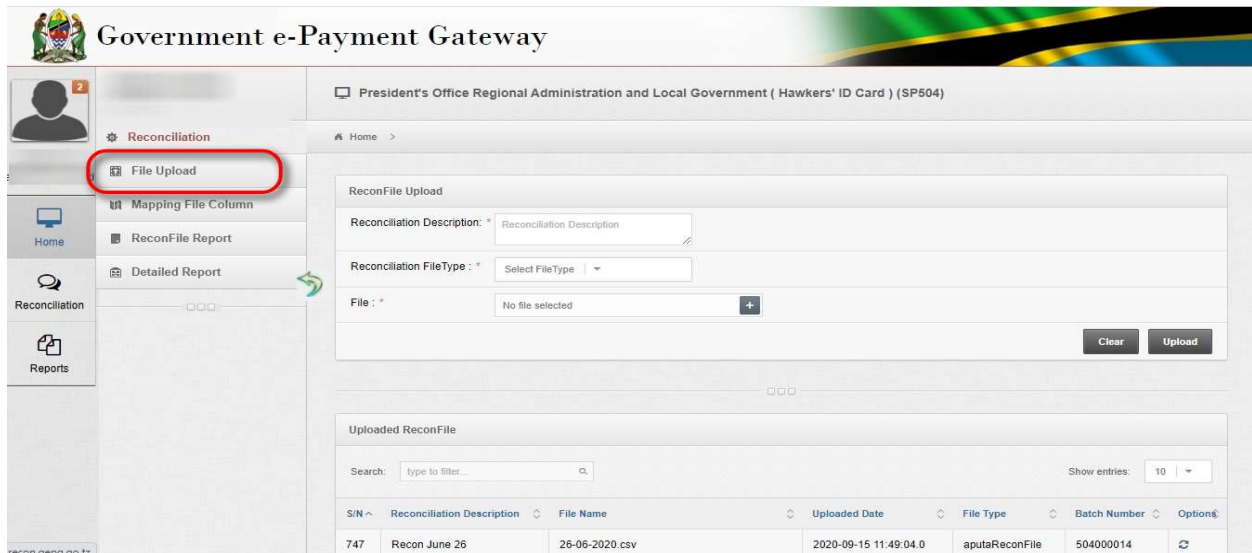 Government e-Payment Gateway
2
President's Office Regional Administration and Local Government ( Hawkers' ID Card ) (SP504)
Reconciliation
Home >
File Upload
Mapping File Column
ReconFile Report
Detailed Report
Home
Reconciliation
Reports
ReconFile Upload
Reconciliation Description: * Reconciliation Description
Reconciliation FileType : * Select FileType
File : * No file selected +
Clear Upload
Uploaded ReconFile
Search: type to filter... Show entries: 10
S/N Reconciliation Description File Name Uploaded Date File Type Batch Number Options
747 Recon June 26 26-06-2020.csv 2020-09-15 11:49:04.0 aputaReconFile 504000014